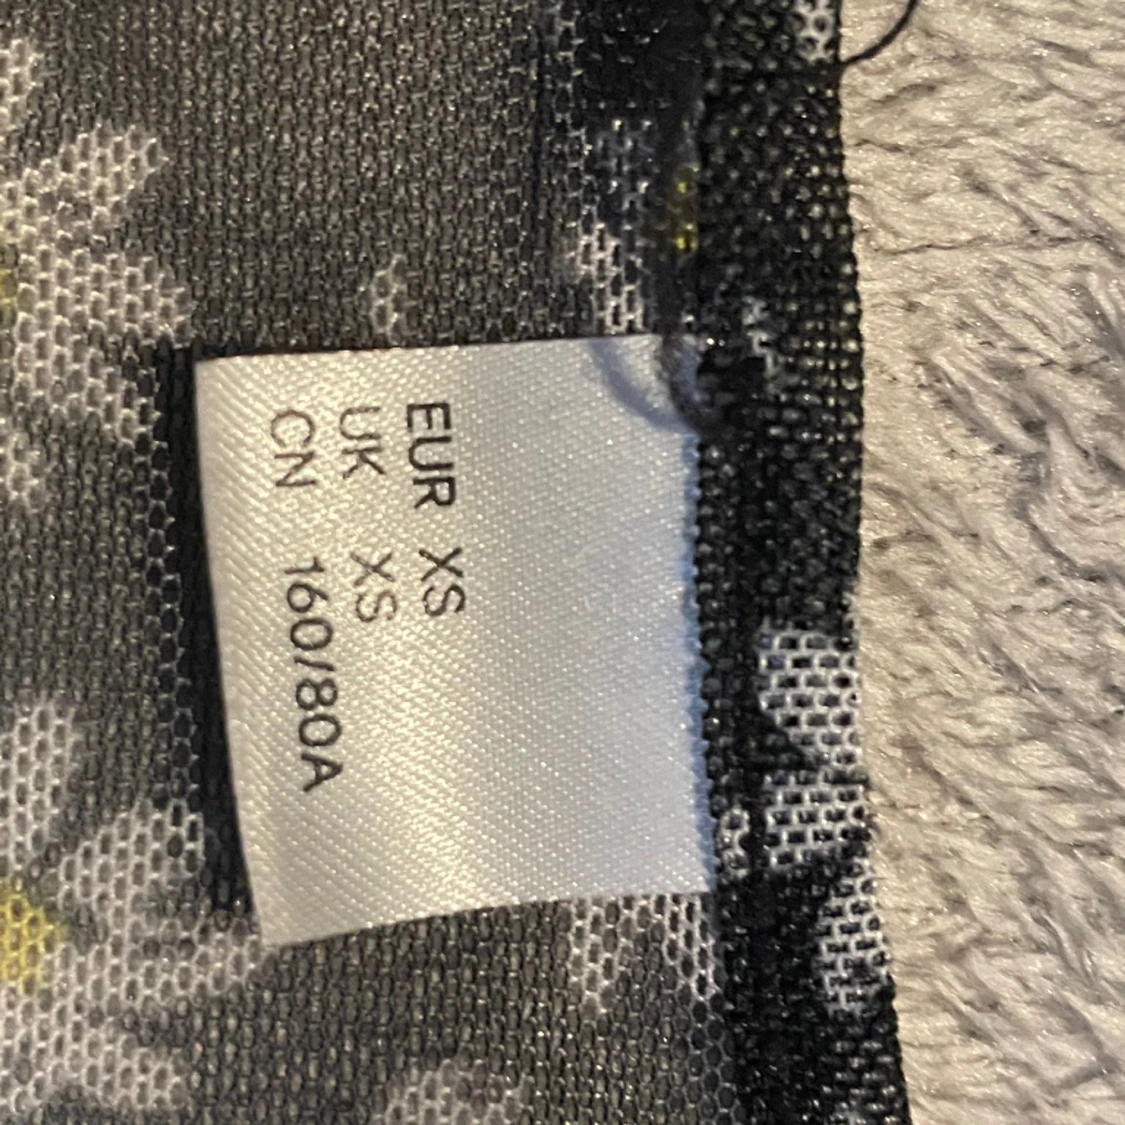 EUR XS
UK XS
CN 160/80A